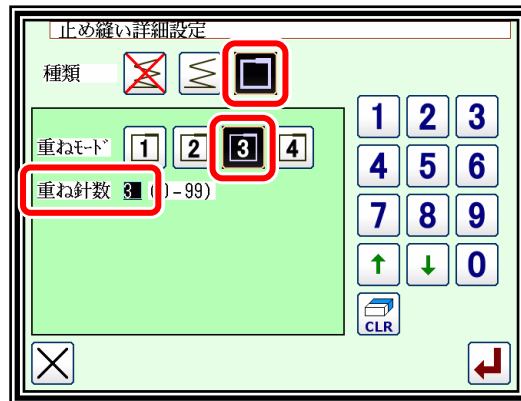 止め縫い詳細設定
種類
重ねﾓｰﾄﾞ 1 2 3 4
重ね針数 3 (0-99)
1 2 3
4 5 6
7 8 9
↑ ↓ 0
CLR